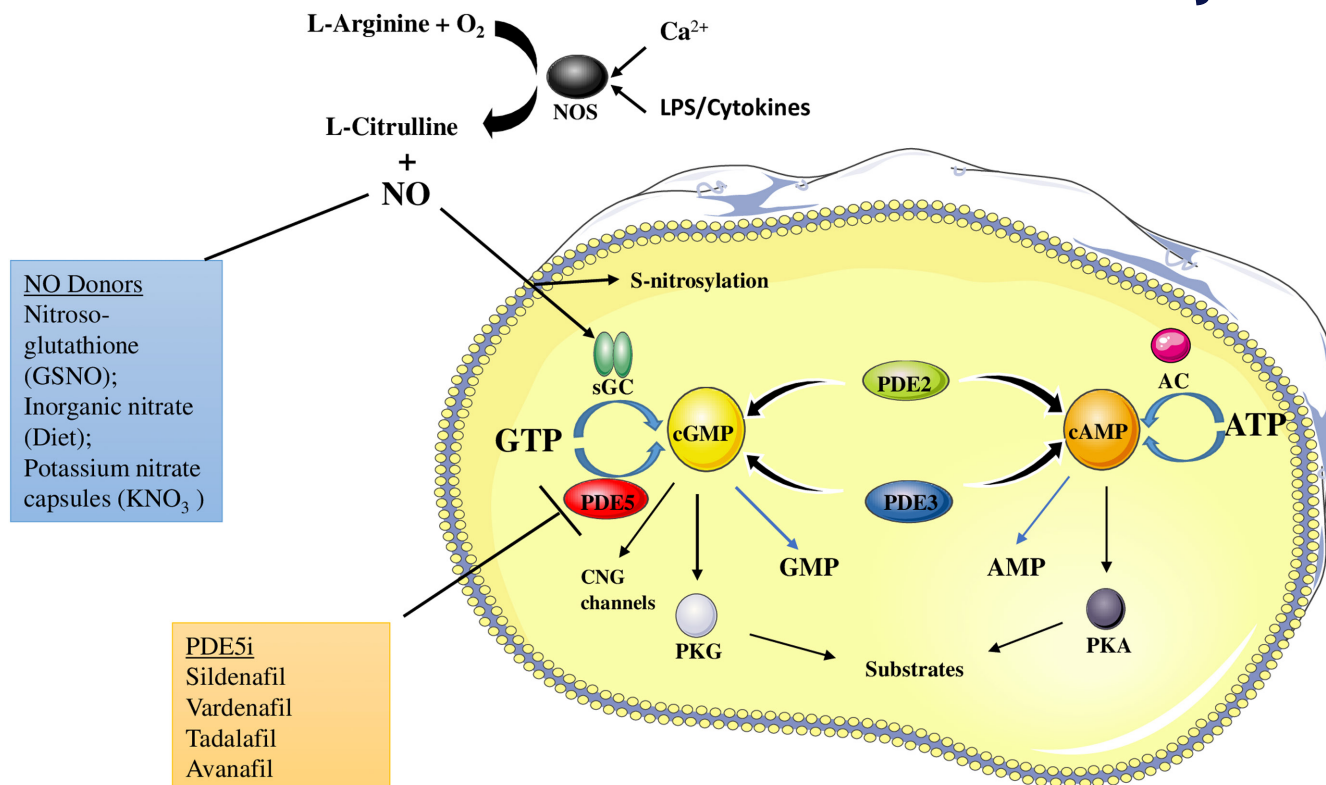 L-Arginine + O₂
Ca²⁺
NOS
LPS/Cytokines
L-Citrulline
+
NO
NO Donors
Nitroso-
glutathione
(GSNO);
Inorganic nitrate
(Diet);
Potassium nitrate
capsules (KNO₃ )
S-nitrosylation
sGC
GTP
cGMP
PDE5
PDE2
PDE3
AC
cAMP
ATP
CNG
channels
GMP
AMP
PKG
PKA
Substrates
PDE5i
Sildenafil
Vardenafil
Tadalafil
Avanafil